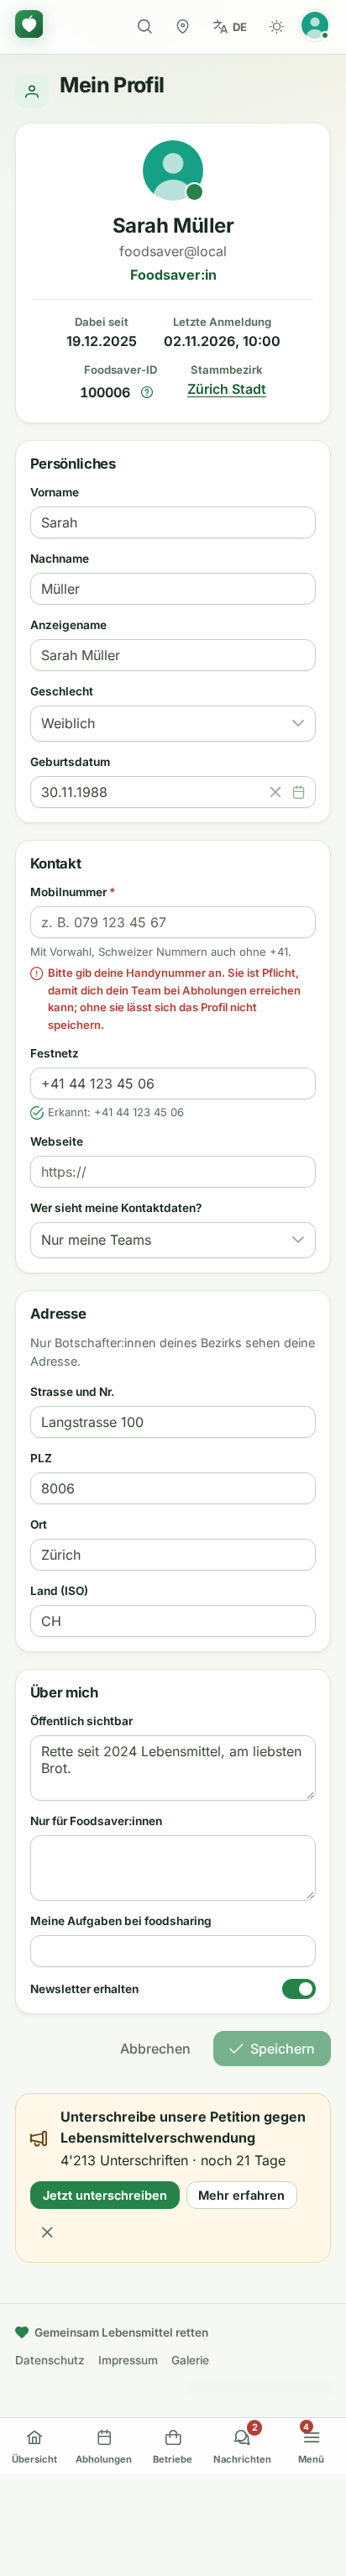 DE
Mein Profil
Sarah Müller
foodsaver@local
Foodsaver:in
Dabei seit
19.12.2025
Letzte Anmeldung
02.11.2026, 10:00
Foodsaver-ID
100006
Stammbezirk
Zürich Stadt
Persönliches
Vorname
Sarah
Nachname
Müller
Anzeigename
Sarah Müller
Geschlecht
Weiblich
Geburtsdatum
30.11.1988
Kontakt
Mobilnummer *
z. B. 079 123 45 67
Mit Vorwahl, Schweizer Nummern auch ohne +41.
Bitte gib deine Handynummer an. Sie ist Pflicht,
damit dich dein Team bei Abholungen erreichen
kann; ohne sie lässt sich das Profil nicht
speichern.
Festnetz
+41 44 123 45 06
Erkannt: +41 44 123 45 06
Webseite
https://
Wer sieht meine Kontaktdaten?
Nur meine Teams
Adresse
Nur Botschafter:innen deines Bezirks sehen deine
Adresse.
Strasse und Nr.
Langstrasse 100
PLZ
8006
Ort
Zürich
Land (ISO)
CH
Über mich
Öffentlich sichtbar
Rette seit 2024 Lebensmittel, am liebsten
Brot.
Nur für Foodsaver:innen
Meine Aufgaben bei foodsharing
Newsletter erhalten
Abbrechen
Speichern
Unterschreibe unsere Petition gegen
Lebensmittelverschwendung
4'213 Unterschriften · noch 21 Tage
Jetzt unterschreiben
Mehr erfahren
Gemeinsam Lebensmittel retten
Datenschutz Impressum Galerie
2
4
Übersicht Abholungen Betriebe Nachrichten Menü